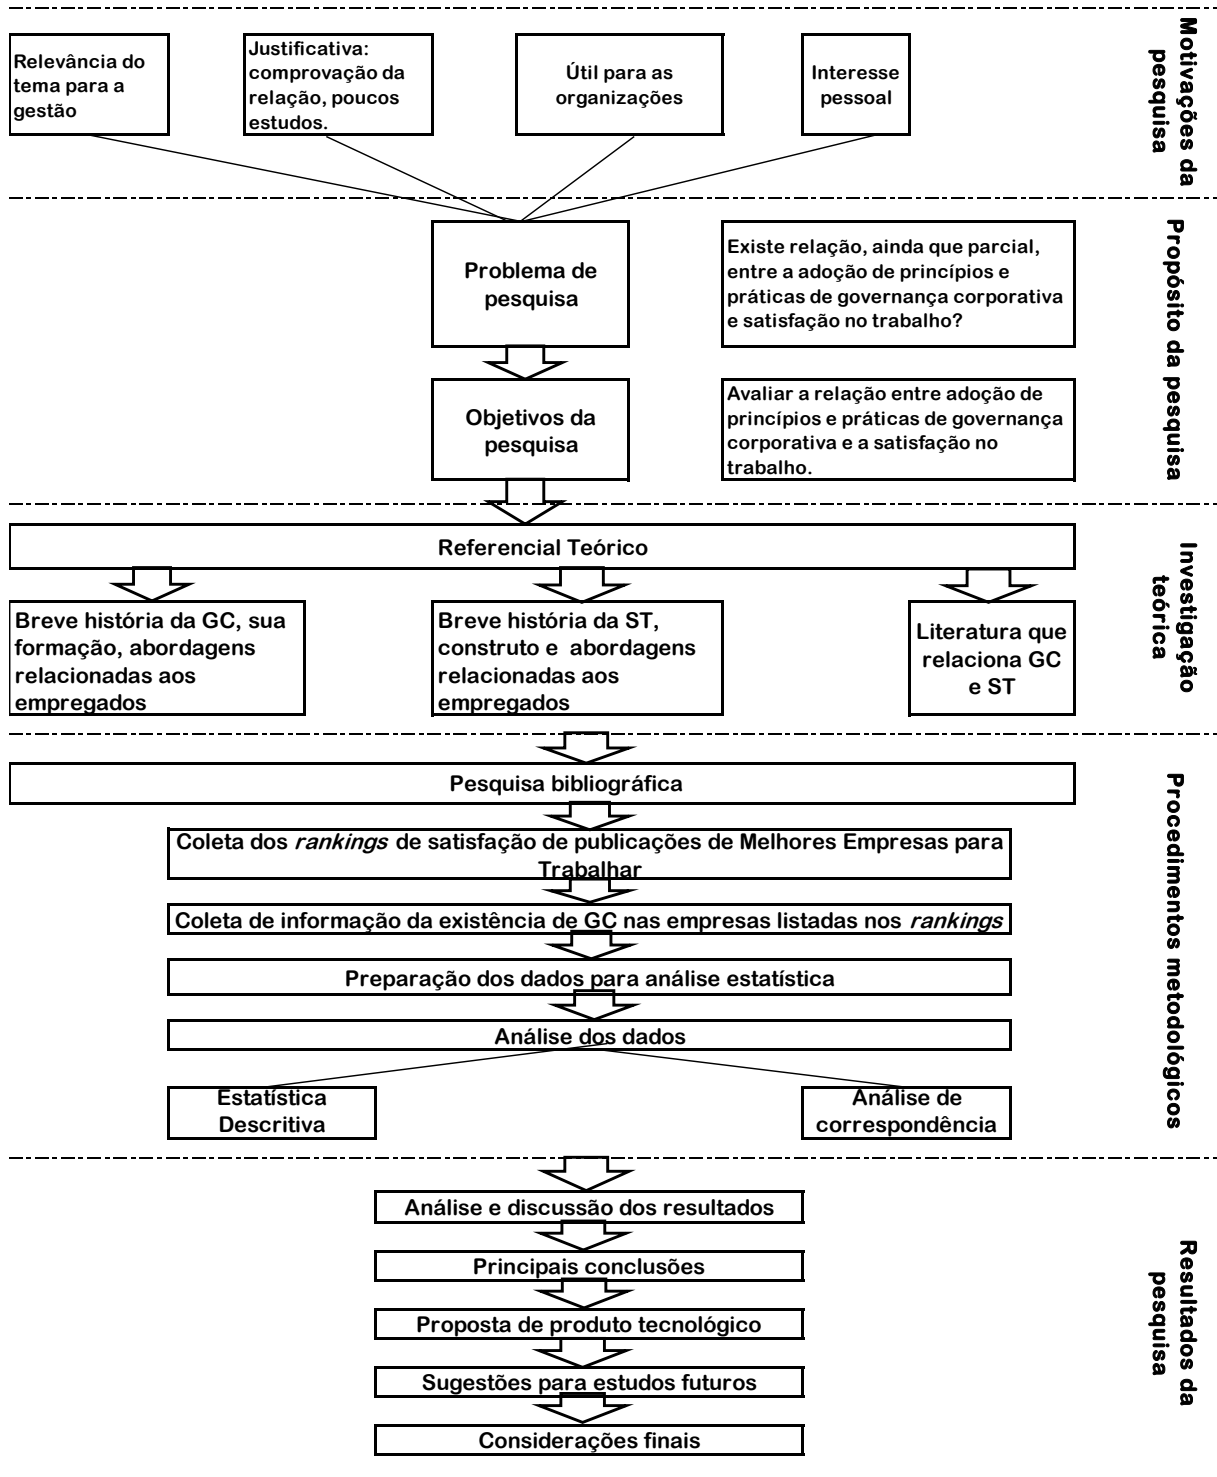 Relevância do
tema para a
gestão
Justificativa:
comprovação da
relação, poucos
estudos.
Útil para as
organizações
Interesse
pessoal
Motivações da
pesquisa
Problema de
pesquisa
Existe relação, ainda que parcial,
entre a adoção de princípios e
práticas de governança corporativa
e satisfação no trabalho?
Objetivos da
pesquisa
Avaliar a relação entre adoção de
princípios e práticas de governança
corporativa e a satisfação no
trabalho.
Propósito da pesquisa
Referencial Teórico
Breve história da GC, sua
formação, abordagens
relacionadas aos
empregados
Breve história da ST,
construto e abordagens
relacionadas aos
empregados
Literatura que
relaciona GC
e ST
Investigação
teórica
Pesquisa bibliográfica
Coleta dos rankings de satisfação de publicações de Melhores Empresas para
Trabalhar
Coleta de informação da existência de GC nas empresas listadas nos rankings
Preparação dos dados para análise estatística
Análise dos dados
Estatística
Descritiva
Análise de
correspondência
Procedimentos metodológicos
Análise e discussão dos resultados
Principais conclusões
Proposta de produto tecnológico
Sugestões para estudos futuros
Considerações finais
Resultados da
pesquisa